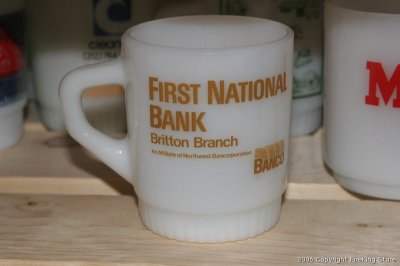 FIRST NATIONAL
BANK
Britton Branch
An Affiliate of Northwest Bancorporation
BANCO
M
2005 Copyright FireKing Store